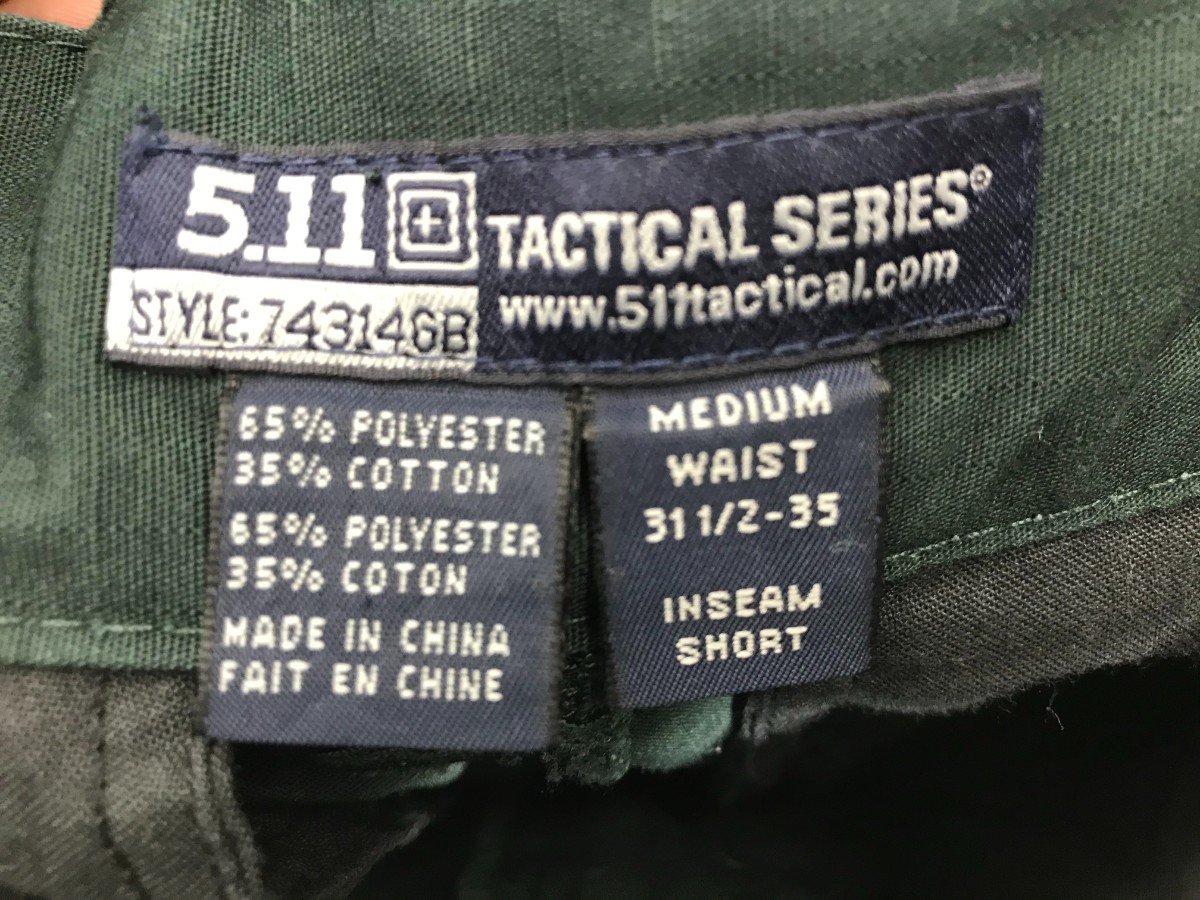 5.11 TACTICAL SERIES®
www.511tactical.com
STYLE: 74314GB
65% POLYESTER
35% COTTON
65% POLYESTER
35% COTON
MADE IN CHINA
FAIT EN CHINE
MEDIUM
WAIST
31 1/2-35
INSEAM
SHORT